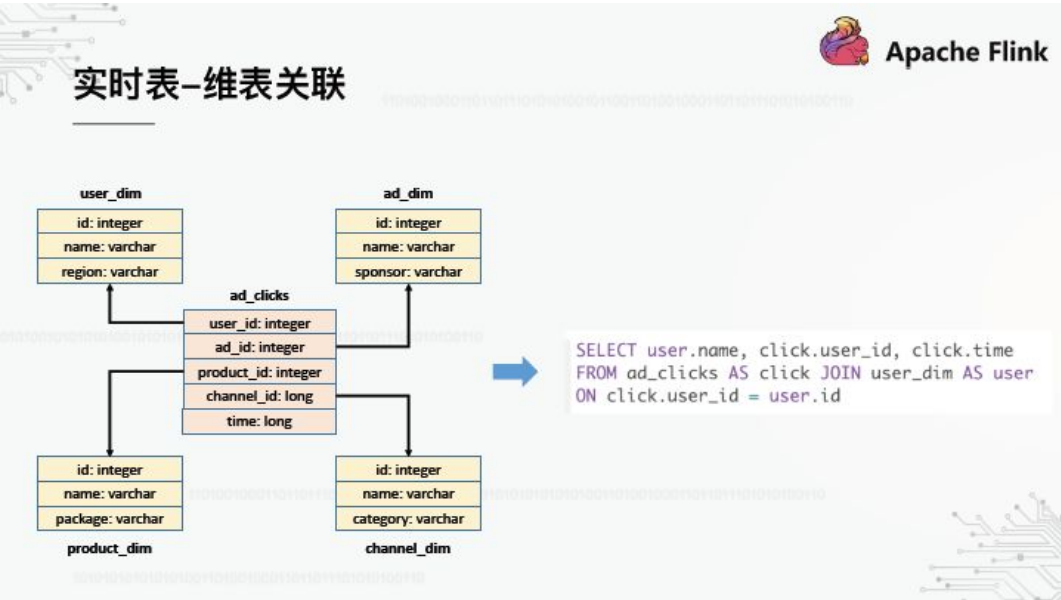 Apache Flink
实时表–维表关联
user_dim
id: integer
name: varchar
region: varchar
ad_dim
id: integer
name: varchar
sponsor: varchar
ad_clicks
user_id: integer
ad_id: integer
product_id: integer
channel_id: long
time: long
id: integer
name: varchar
package: varchar
product_dim
id: integer
name: varchar
category: varchar
channel_dim
SELECT user.name, click.user_id, click.time
FROM ad_clicks AS click JOIN user_dim AS user
ON click.user_id = user.id